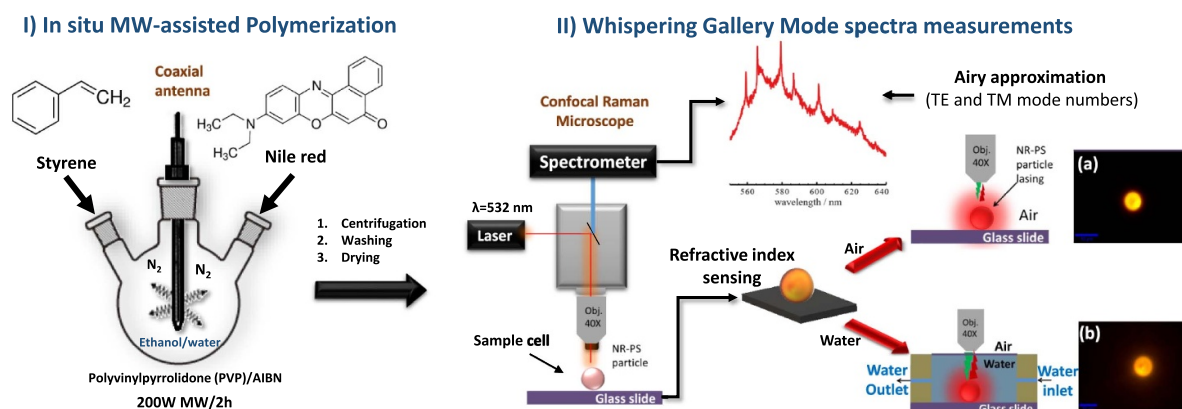 I) In situ MW-assisted Polymerization
II) Whispering Gallery Mode spectra measurements
CH₂
Coaxial
antenna
N
H₃C
N
O
O
H₃C
Styrene
Nile red
N₂
N₂
Ethanol/water
Polyvinylpyrrolidone (PVP)/AIBN
200W MW/2h
1. Centrifugation
2. Washing
3. Drying
Confocal Raman
Microscope
Spectrometer
λ=532 nm
Laser
Obj.
40X
Sample cell
NR-PS
particle
Glass slide
560
580
600
620
640
wavelength / nm
Airy approximation
(TE and TM mode numbers)
Refractive index
sensing
Air
Water
Obj.
40X
NR-PS
particle
lasing
Air
Glass slide
(a)
Obj.
40X
Air
Water
Water
Outlet
Water
inlet
Glass slide
(b)